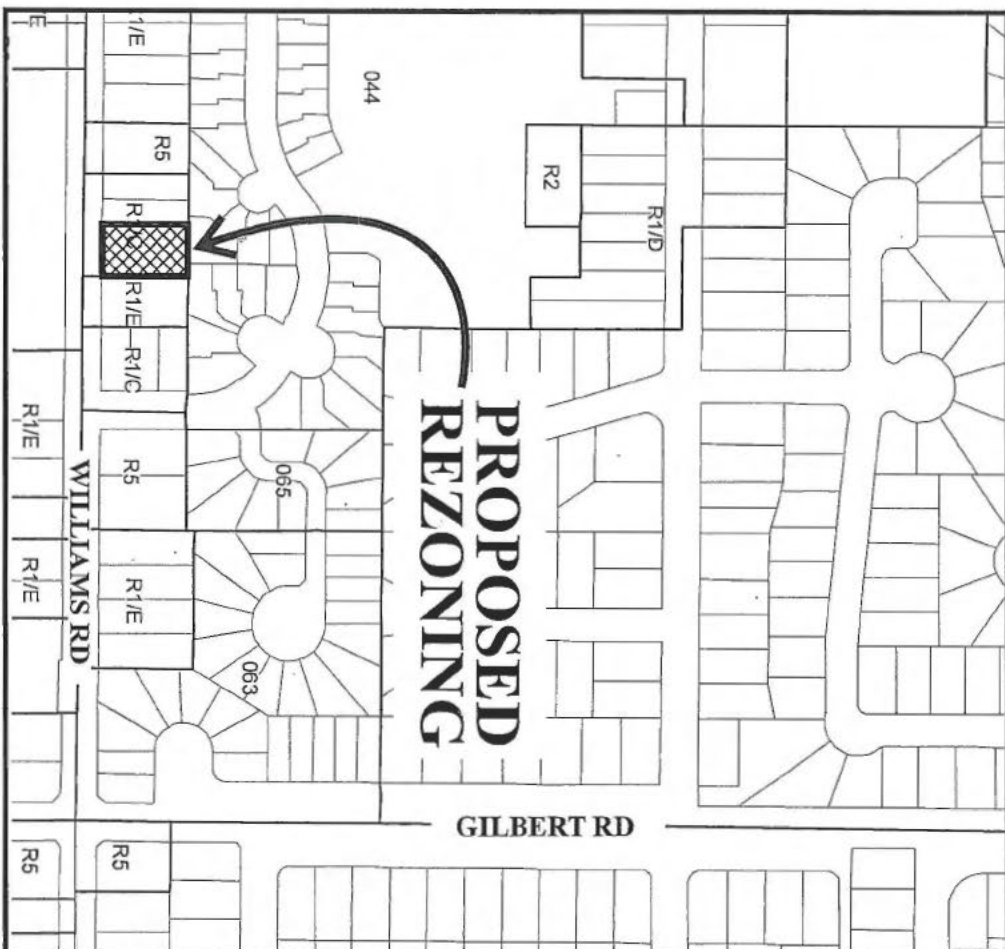 /E
1/E
044
R5
R2
R1/D
R1/C
R1/E
R1/C
R1/E
PROPOSED
REZONING
R5
065
WILLIAMS RD
R1/E
R1/E
063
GILBERT RD
R5
R5